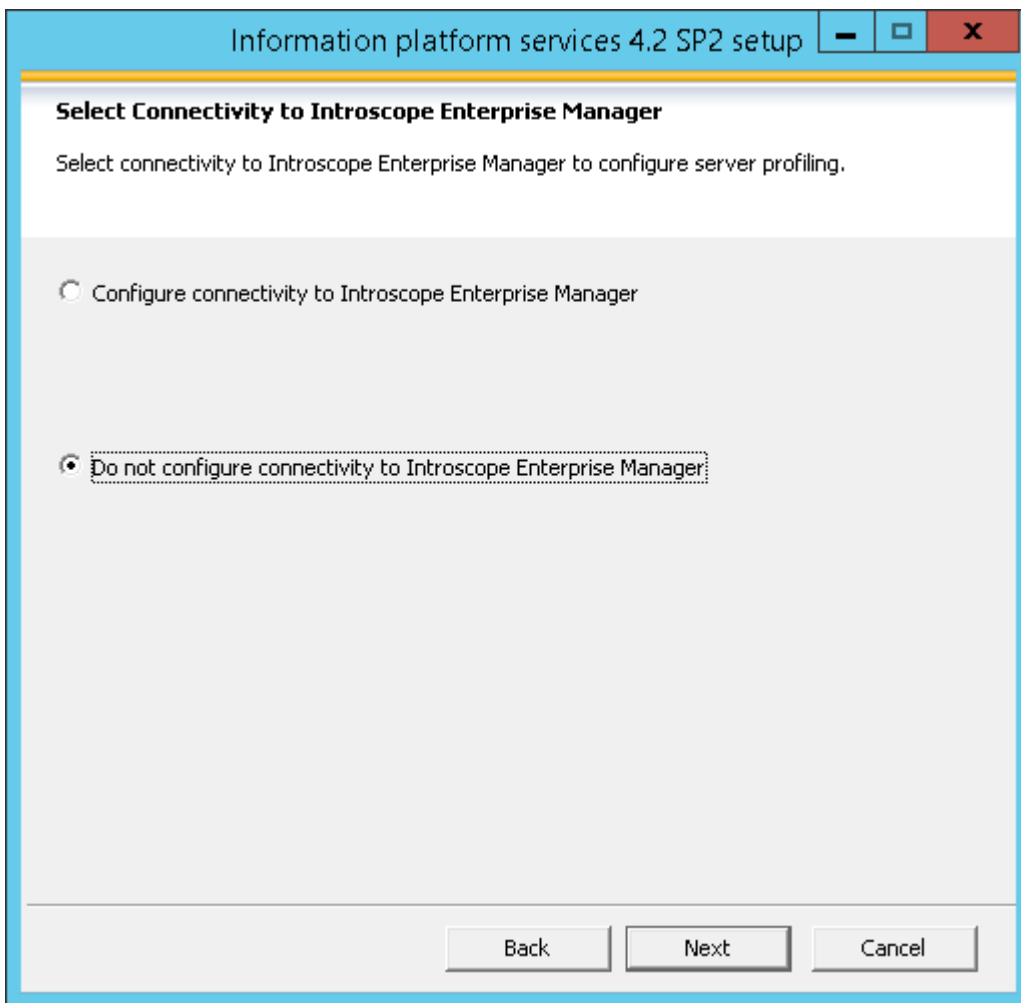 Information platform services 4.2 SP2 setup
Select Connectivity to Introscope Enterprise Manager
Select connectivity to Introscope Enterprise Manager to configure server profiling.
Configure connectivity to Introscope Enterprise Manager
Do not configure connectivity to Introscope Enterprise Manager
Back Next Cancel